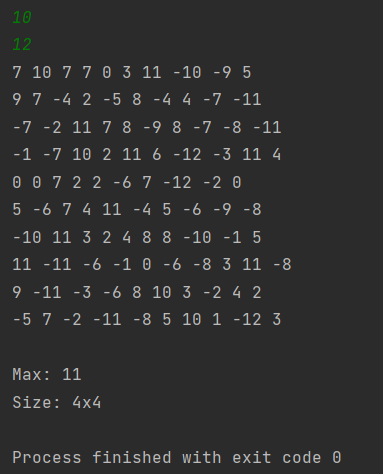 10
12
7 10 7 7 0 3 11 -10 -9 5
9 7 -4 2 -5 8 -4 4 -7 -11
-7 -2 11 7 8 -9 8 -7 -8 -11
-1 -7 10 2 11 6 -12 -3 11 4
0 0 7 2 2 -6 7 -12 -2 0
5 -6 7 4 11 -4 5 -6 -9 -8
-10 11 3 2 4 8 8 -10 -1 5
11 -11 -6 -1 0 -6 -8 3 11 -8
9 -11 -3 -6 8 10 3 -2 4 2
-5 7 -2 -11 -8 5 10 1 -12 3
Max: 11
Size: 4x4
Process finished with exit code 0